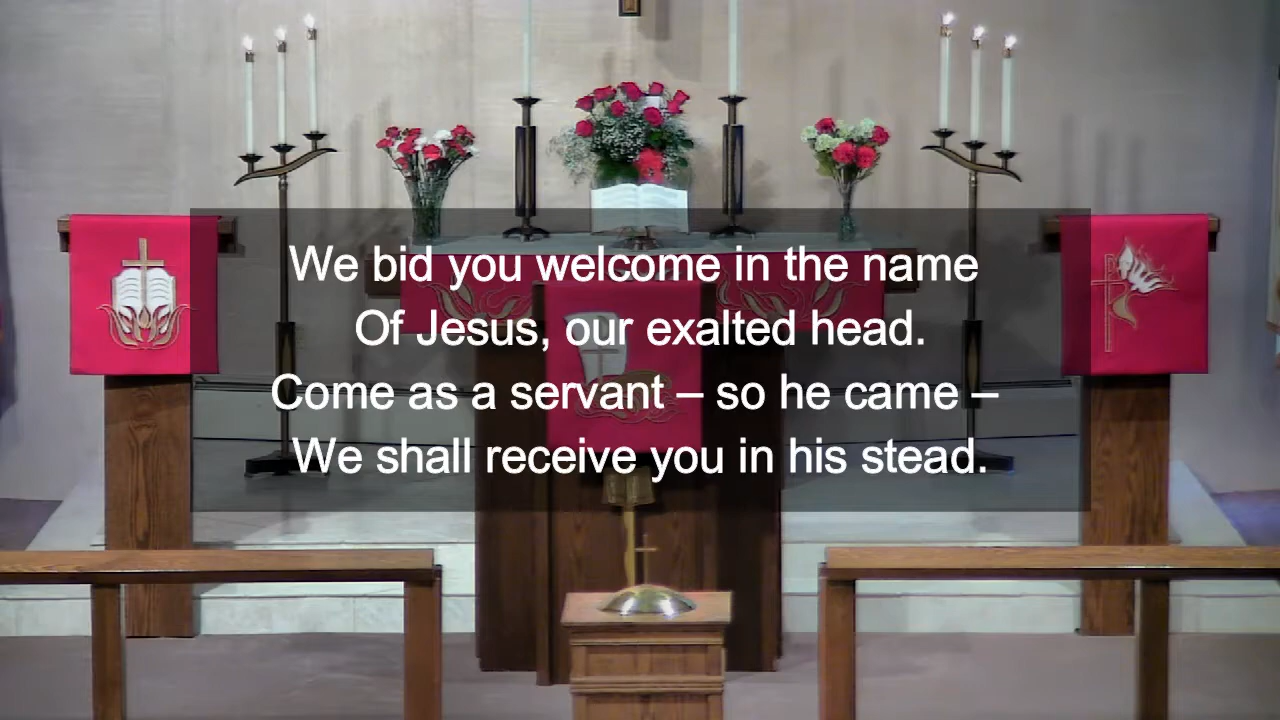 We bid you welcome in the name
Of Jesus, our exalted head.
Come as a servant – so he came –
We shall receive you in his stead.